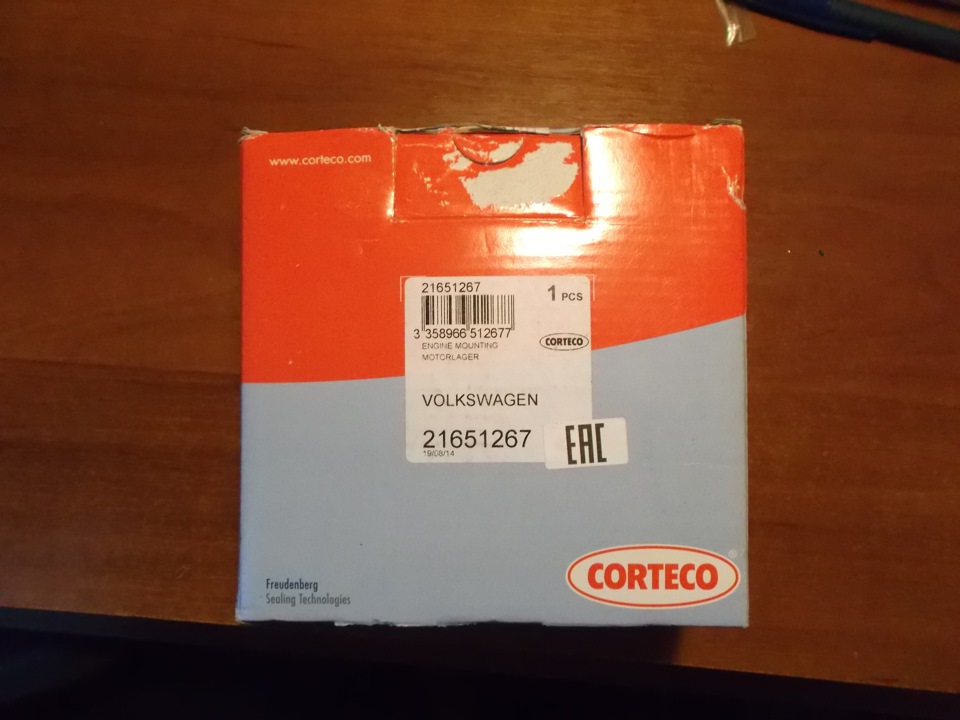 www.corteco.com
21651267
1 PCS
3 358966 512677
CORTECO
ENGINE MOUNTING
MOTORLAGER
VOLKSWAGEN
21651267
19/08/14
EAC
CORTECO®
Freudenberg
Sealing Technologies